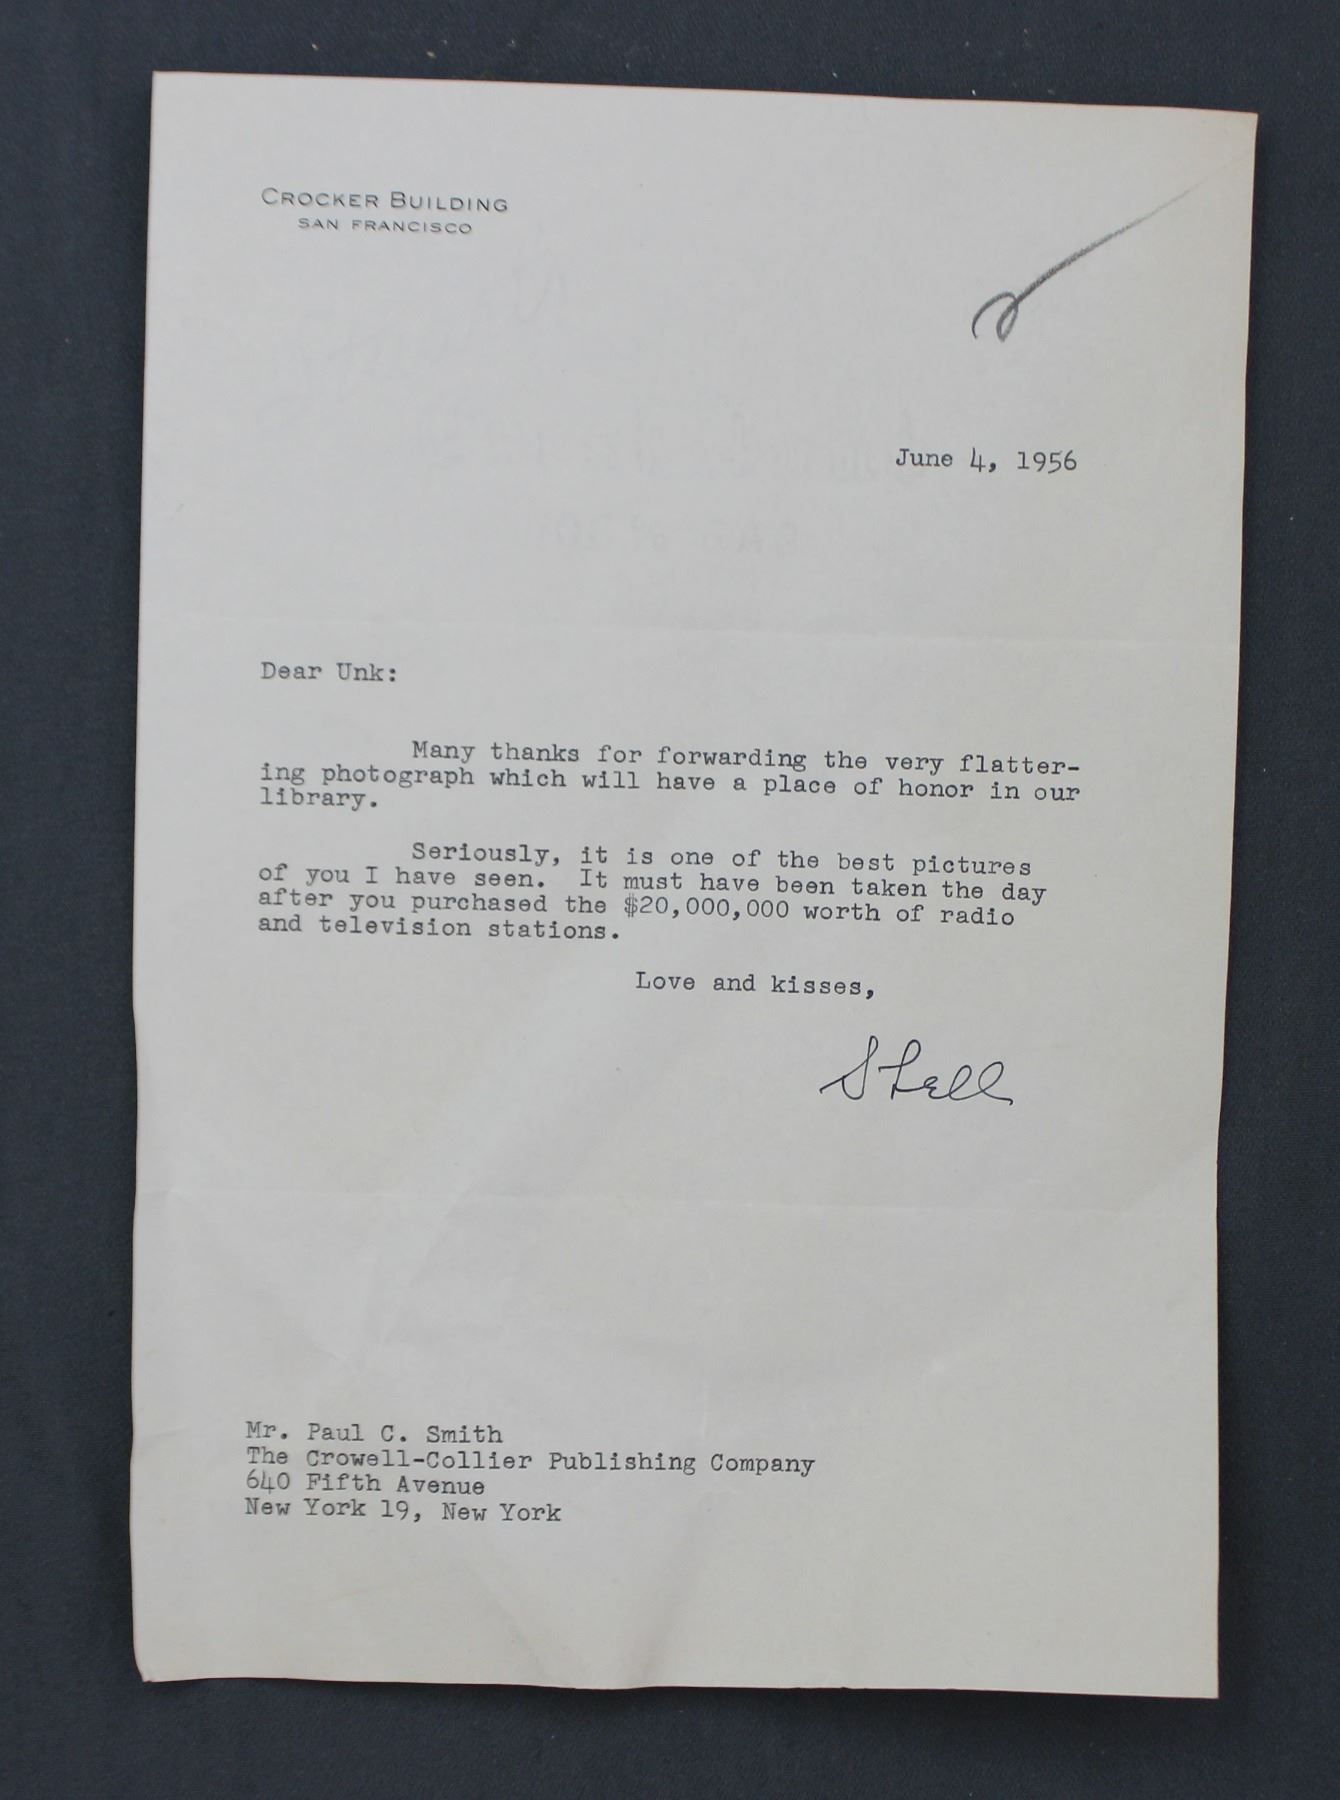 CROCKER BUILDING
SAN FRANCISCO
June 4, 1956
Dear Unk:
Many thanks for forwarding the very flatter-
ing photograph which will have a place of honor in our
library.
Seriously, it is one of the best pictures
of you I have seen. It must have been taken the day
after you purchased the $20,000,000 worth of radio
and television stations.
Love and kisses,
Shell
Mr. Paul C. Smith
The Crowell-Collier Publishing Company
640 Fifth Avenue
New York 19, New York